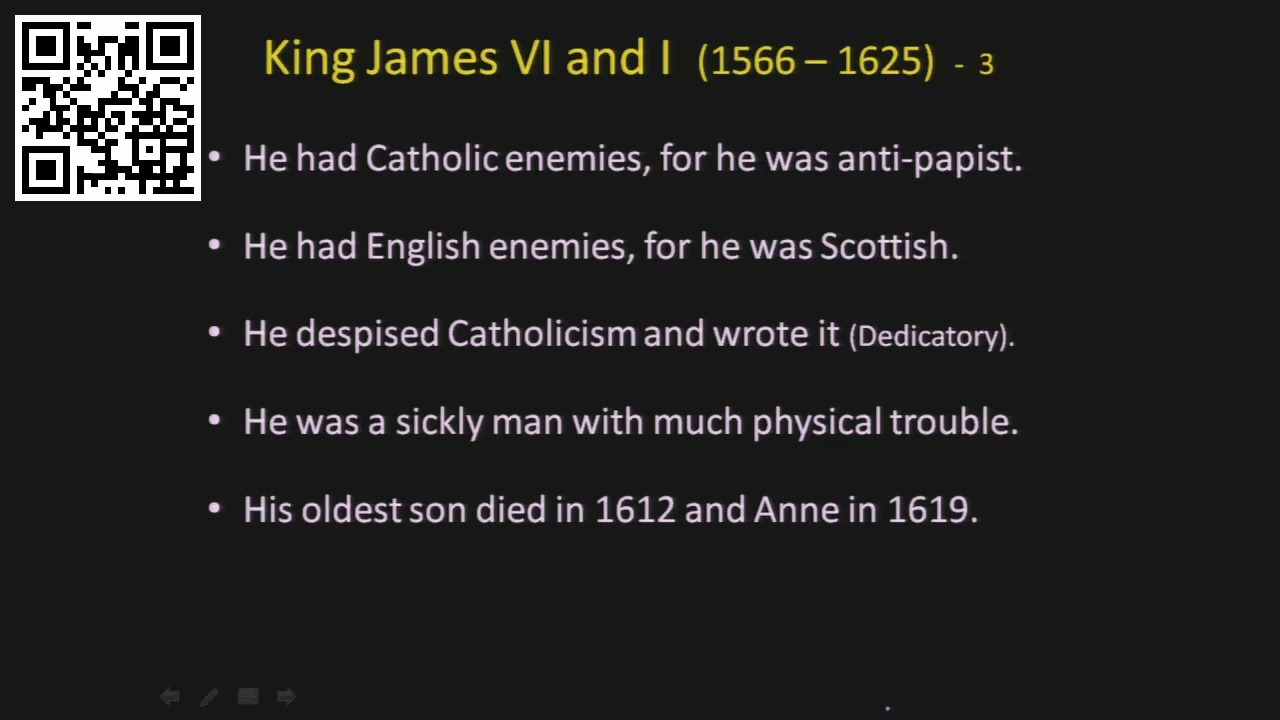 King James VI and I (1566 – 1625) - 3
• He had Catholic enemies, for he was anti-papist.
• He had English enemies, for he was Scottish.
• He despised Catholicism and wrote it (Dedicatory).
• He was a sickly man with much physical trouble.
• His oldest son died in 1612 and Anne in 1619.